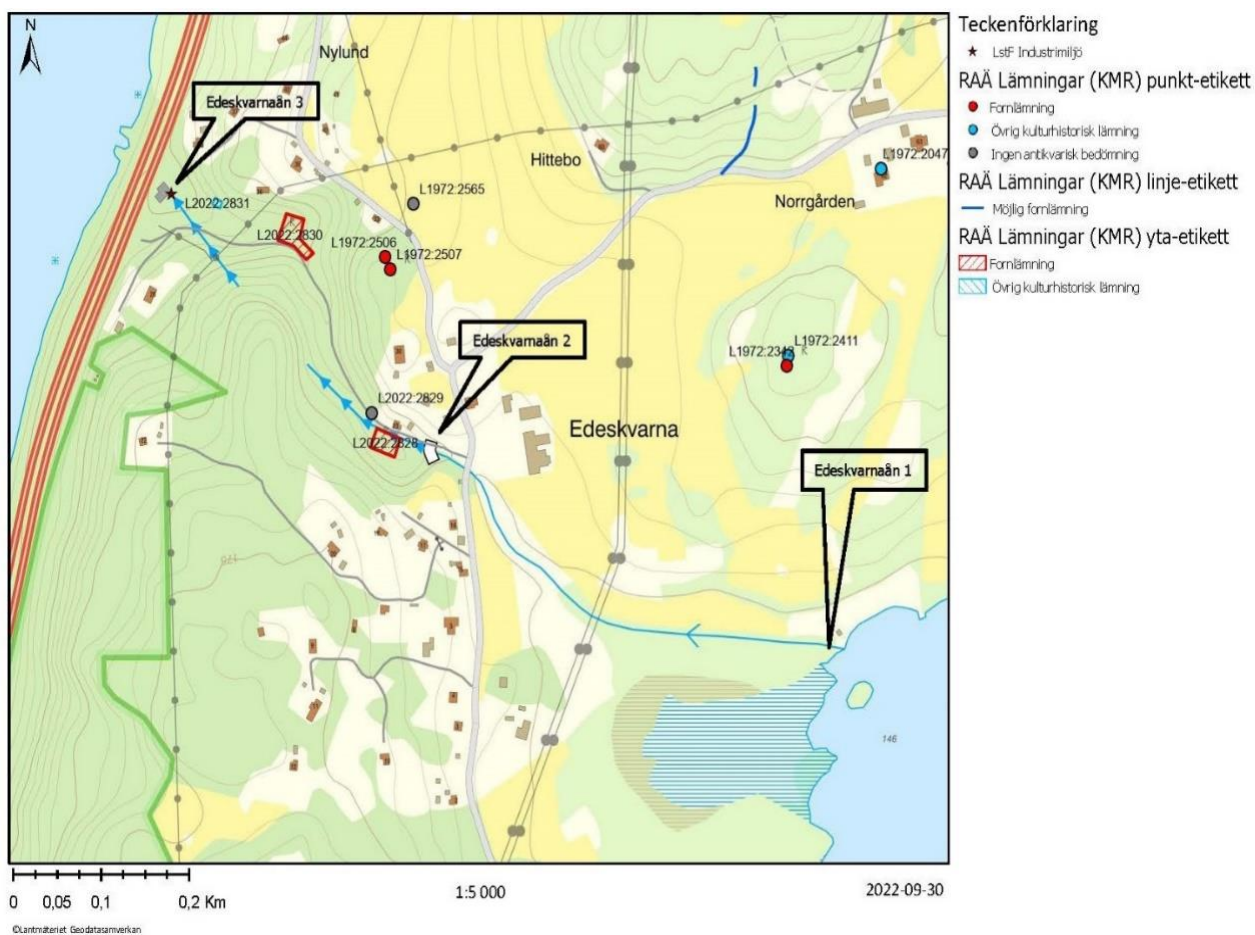 N
Nylund
Edeskvarnaån 3
Hittebo
L1972:2047
L1972:2565
Norrgården
L2022:2831
L2022:2830
L1972:2506
L1972:2507
Edeskvarnaån 2
L1972:2411
L1972:2342
L2022:2829
Edeskvarna
L2022:2828
Edeskvarnaån 1
175
146
0 0,05 0,1 0,2 Km
1:5 000
2022-09-30
©Lantmäteriet Geodatasamverkan
Teckenförklaring
LstF Industrimiljö
RAÄ Lämningar (KMR) punkt-etikett
Fornlämning
Övrig kulturhistorisk lämning
Ingen antikvarisk bedömning
RAÄ Lämningar (KMR) linje-etikett
Möjlig fornlämning
RAÄ Lämningar (KMR) yta-etikett
Fornlämning
Övrig kulturhistorisk lämning